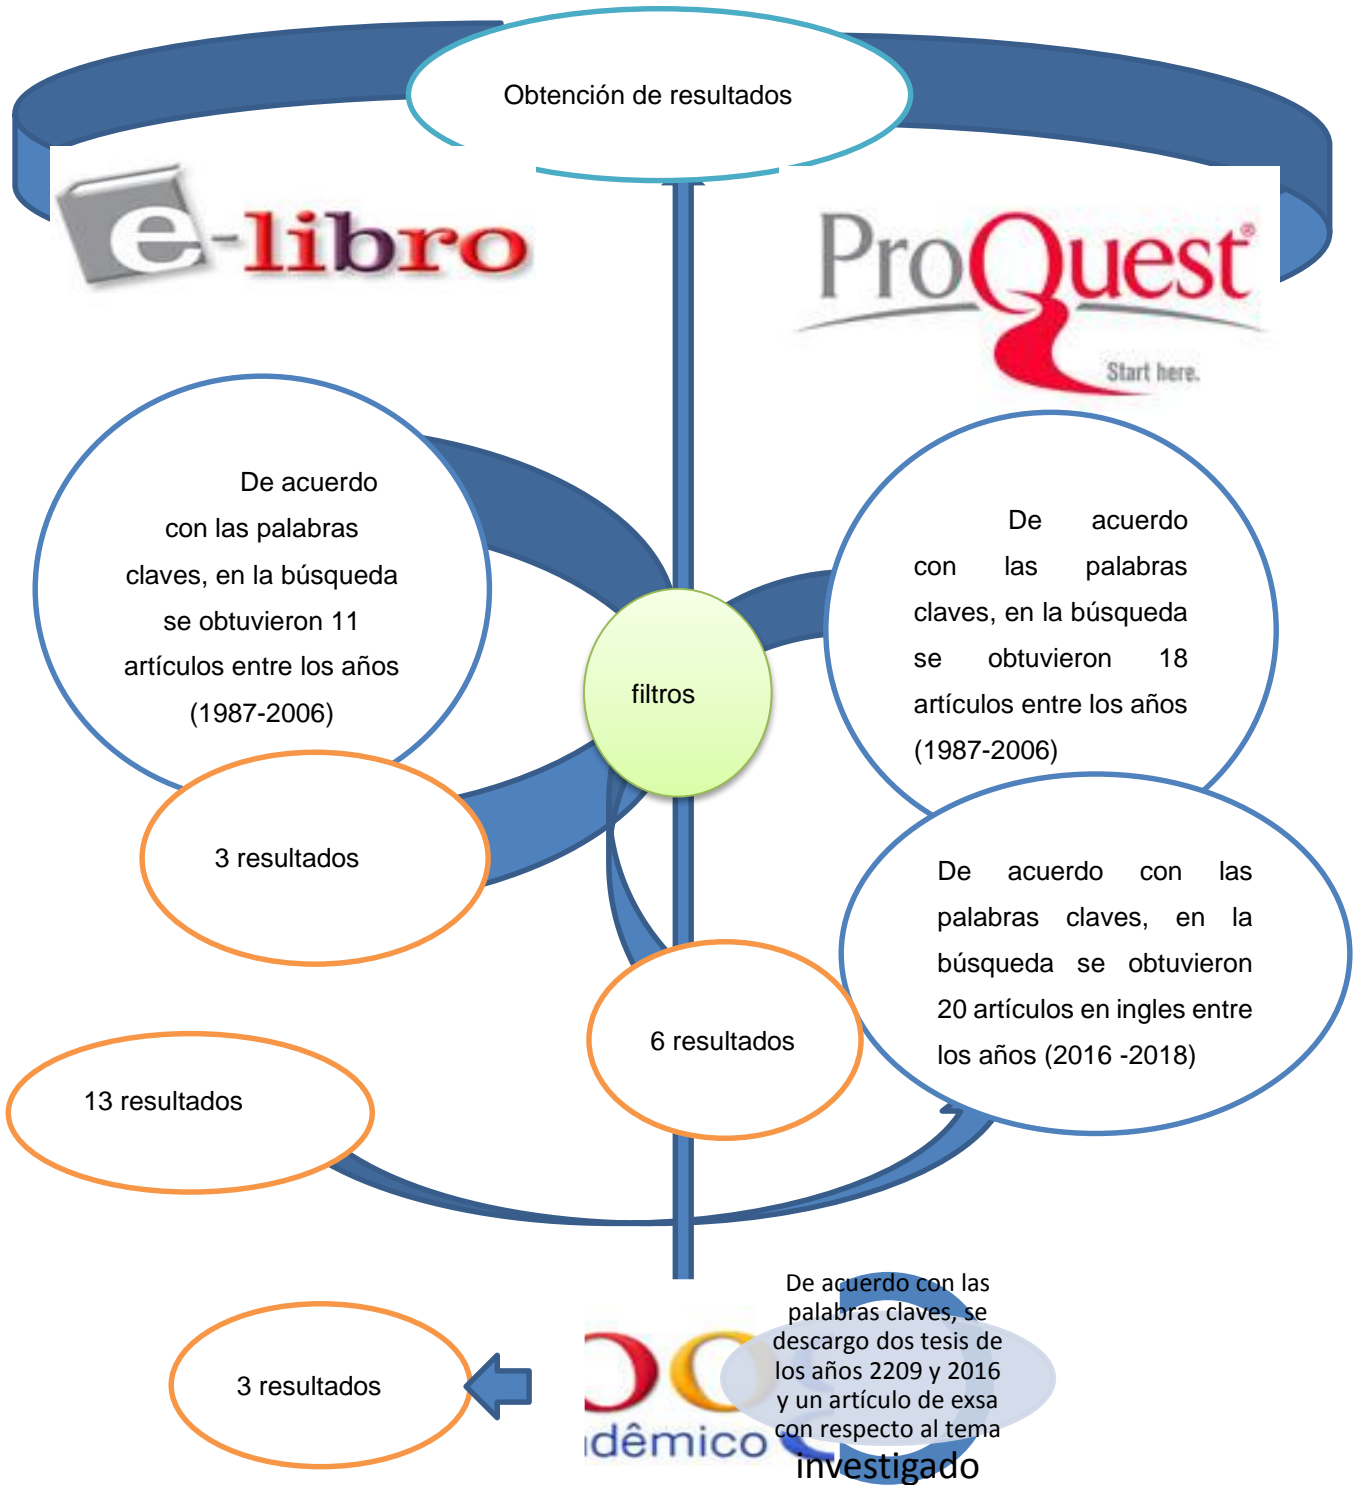 Obtención de resultados
e-libro
ProQuest®
Start here.
De acuerdo
con las palabras
claves, en la búsqueda
se obtuvieron 11
artículos entre los años
(1987-2006)
De acuerdo
con las palabras
claves, en la búsqueda
se obtuvieron 18
artículos entre los años
(1987-2006)
filtros
3 resultados
De acuerdo con las
palabras claves, en la
búsqueda se obtuvieron
20 artículos en ingles entre
los años (2016 -2018)
6 resultados
13 resultados
De acuerdo con las
palabras claves, se
descargo dos tesis de
los años 2209 y 2016
y un artículo de exsa
con respecto al tema
investigado
3 resultados
dêmico